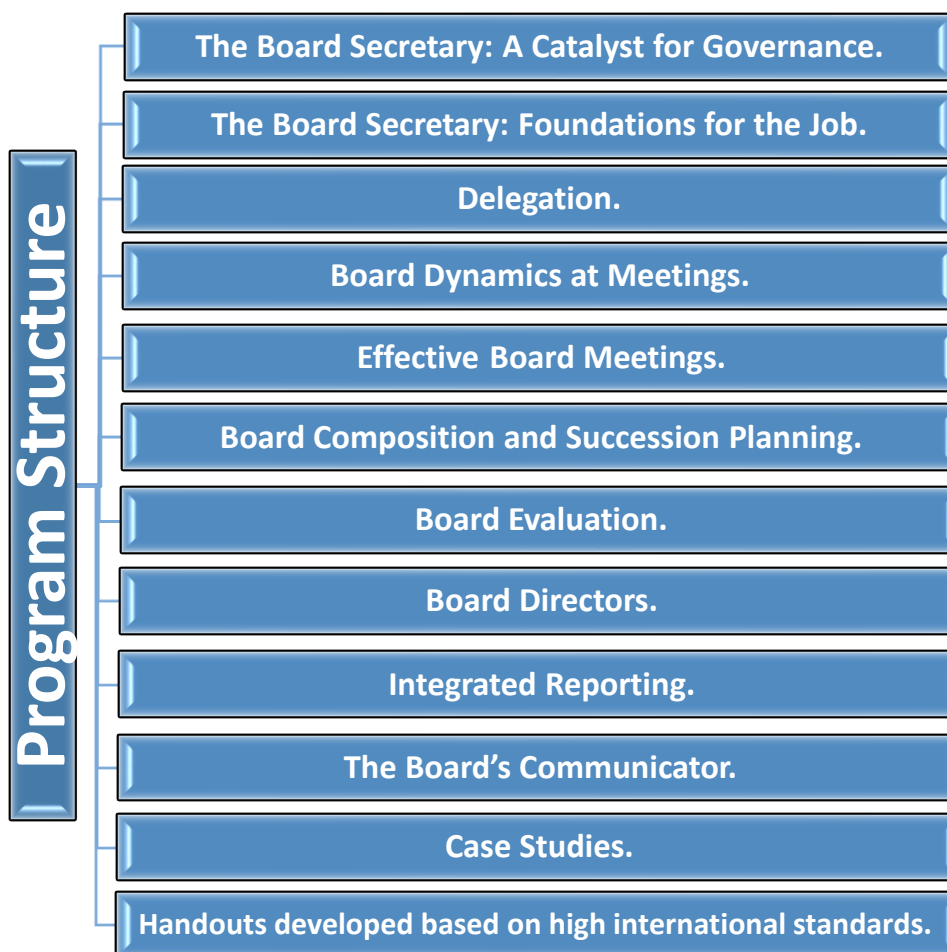 Program Structure
The Board Secretary: A Catalyst for Governance.
The Board Secretary: Foundations for the Job.
Delegation.
Board Dynamics at Meetings.
Effective Board Meetings.
Board Composition and Succession Planning.
Board Evaluation.
Board Directors.
Integrated Reporting.
The Board’s Communicator.
Case Studies.
Handouts developed based on high international standards.